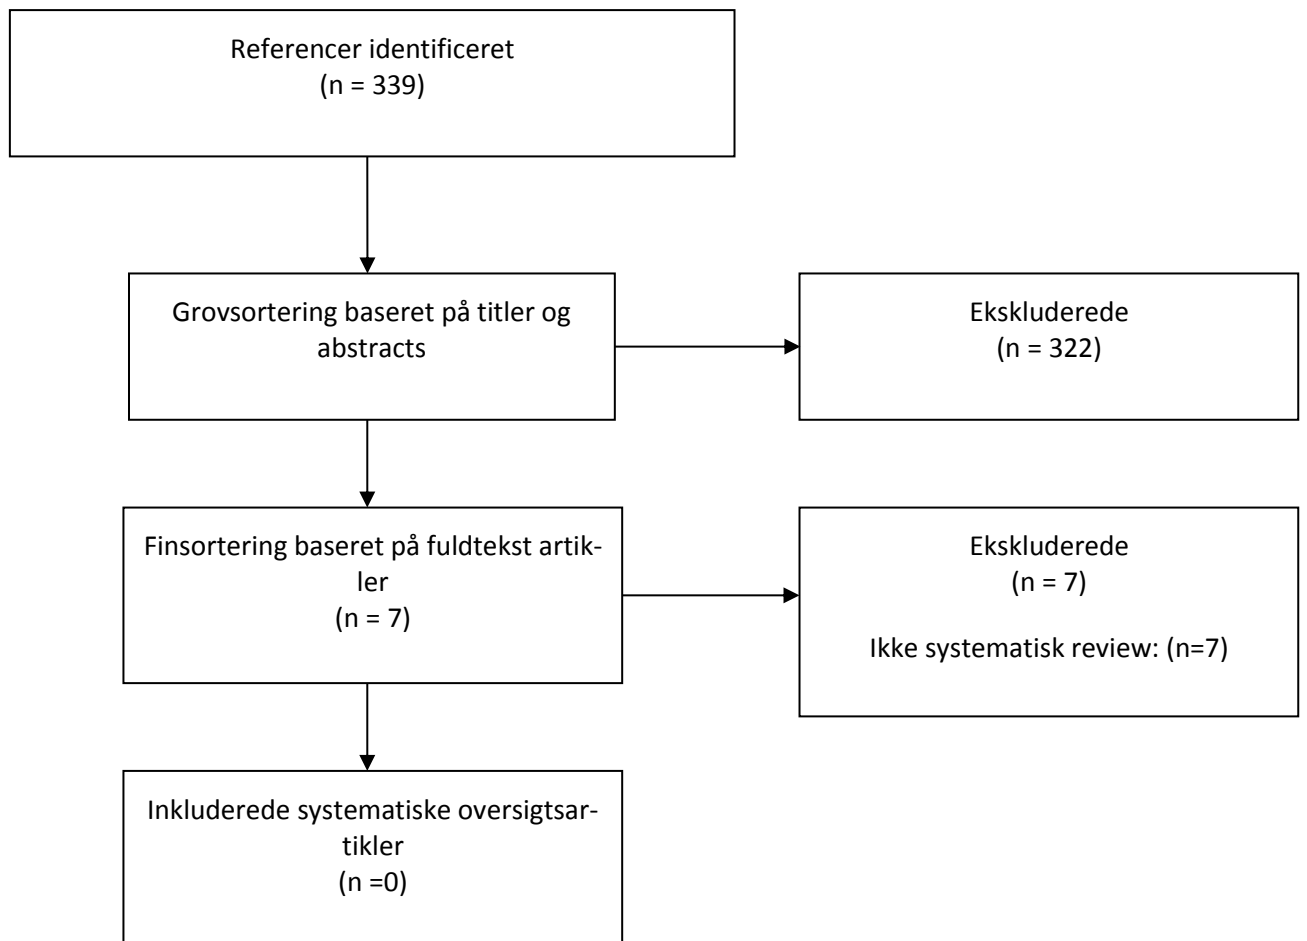 Referencer identificeret
(n = 339)
Grovsortering baseret på titler og
abstracts
Ekskluderede
(n = 322)
Finsortering baseret på fuldtekst artik-
ler
(n = 7)
Ekskluderede
(n = 7)
Ikke systematisk review: (n=7)
Inkluderede systematiske oversigtsar-
tikler
(n =0)